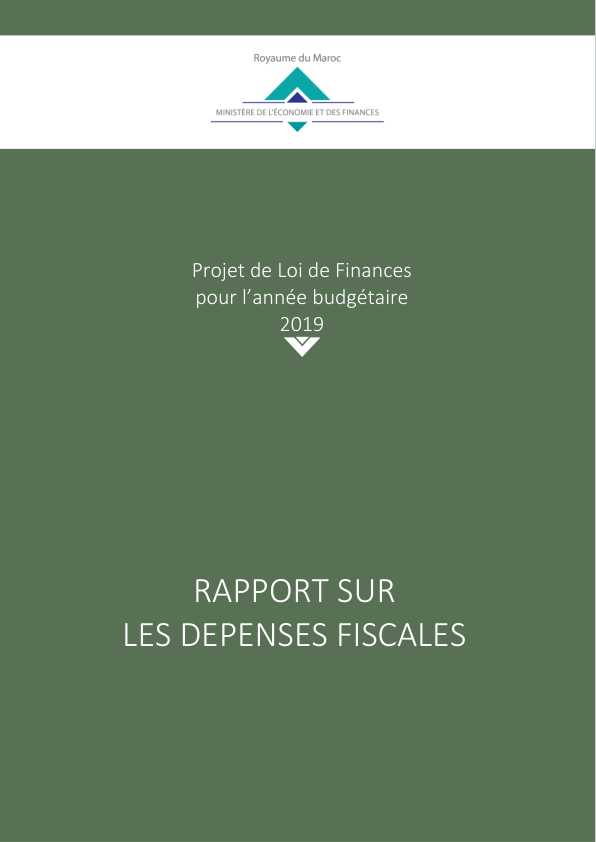 Royaume du Maroc
MINISTÈRE DE L'ÉCONOMIE ET DES FINANCES
Projet de Loi de Finances
pour l’année budgétaire
2019
RAPPORT SUR
LES DEPENSES FISCALES